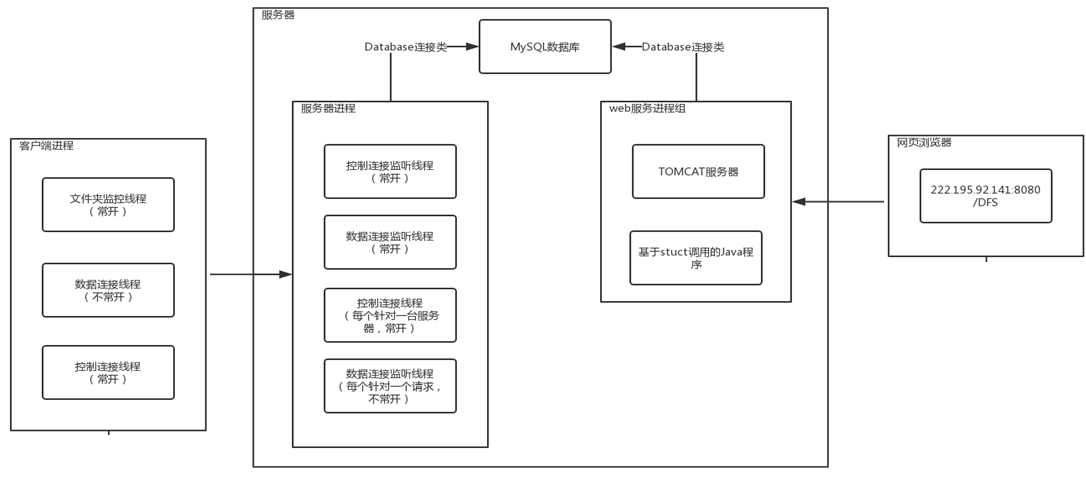 服务器
Database连接类
MySQL数据库
Database连接类
客户端进程
文件夹监控线程
（常开）
数据连接线程
（不常开）
控制连接线程
（常开）
服务器进程
控制连接监听线程
（常开）
数据连接监听线程
（常开）
控制连接线程
（每个针对一台服务
器，常开）
数据连接监听线程
（每个针对一个请求，
不常开）
web服务进程组
TOMCAT服务器
基于stuct调用的Java程
序
网页浏览器
222.195.92.141:8080
/DFS